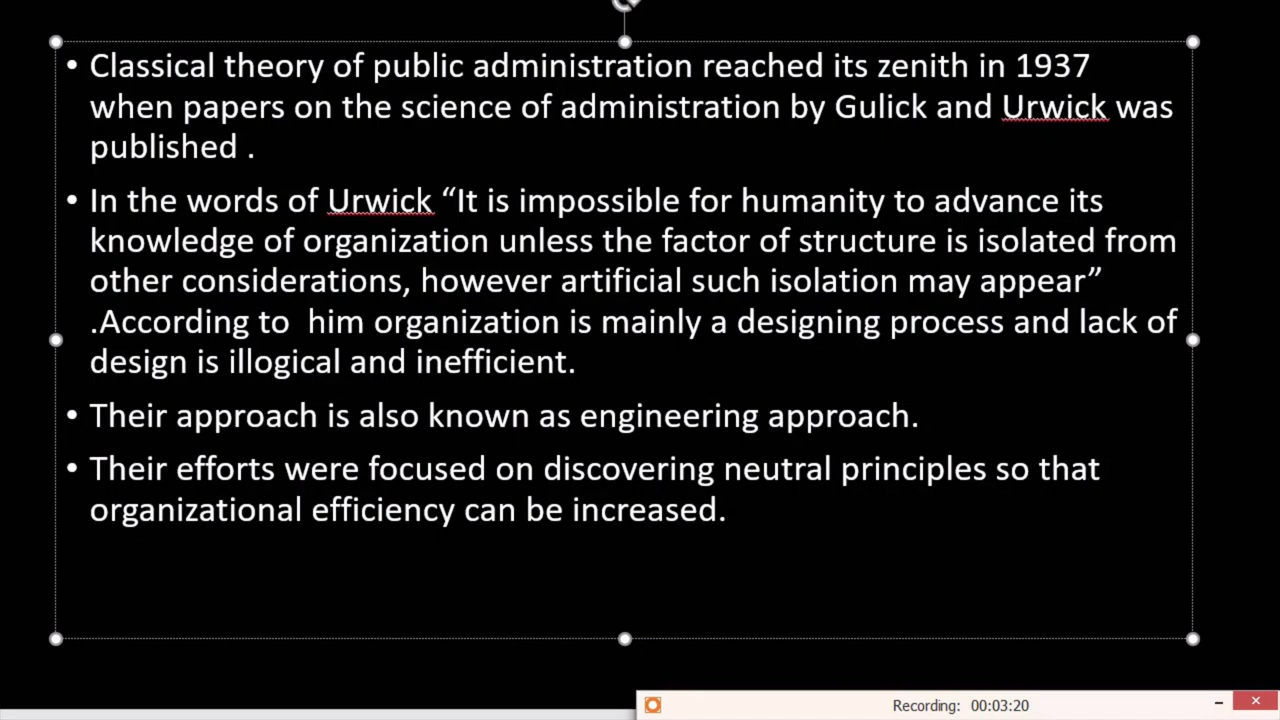 • Classical theory of public administration reached its zenith in 1937
when papers on the science of administration by Gulick and Urwick was
published .
• In the words of Urwick “It is impossible for humanity to advance its
knowledge of organization unless the factor of structure is isolated from
other considerations, however artificial such isolation may appear”
.According to  him organization is mainly a designing process and lack of
design is illogical and inefficient.
• Their approach is also known as engineering approach.
• Their efforts were focused on discovering neutral principles so that
organizational efficiency can be increased.
Recording: 00:03:20